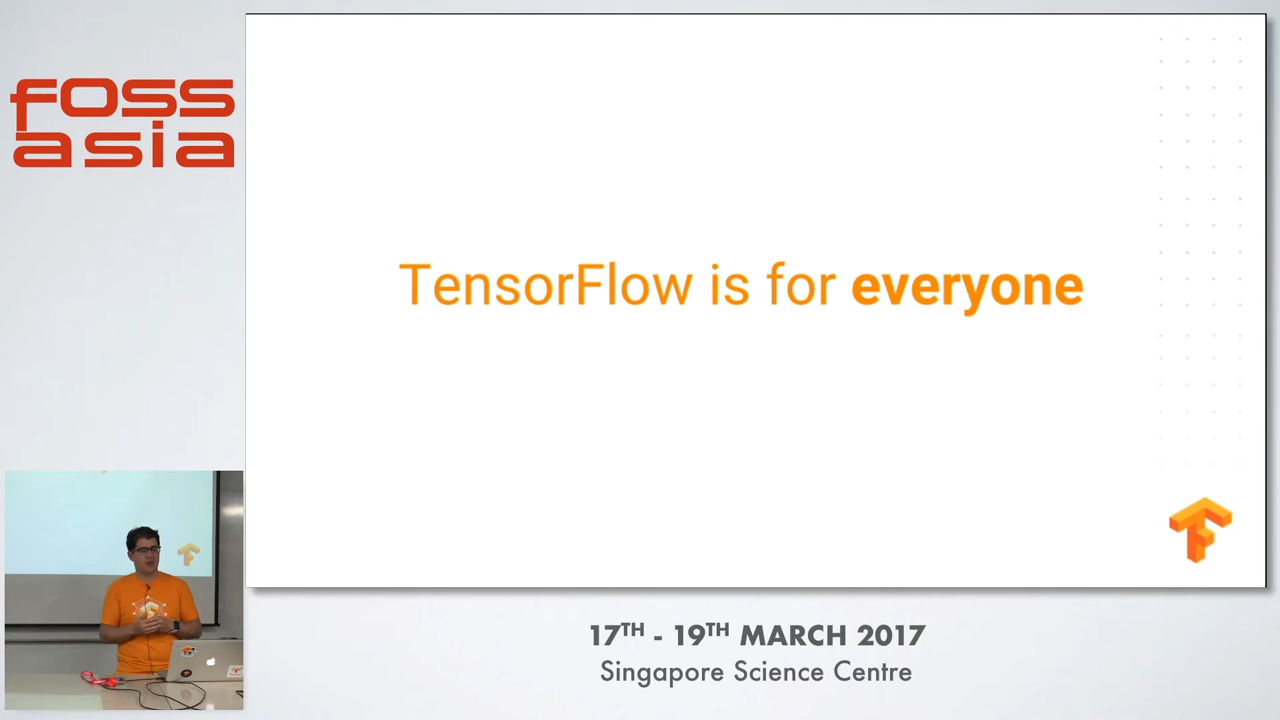 foss
asia
TensorFlow is for everyone
17TH - 19TH MARCH 2017
Singapore Science Centre